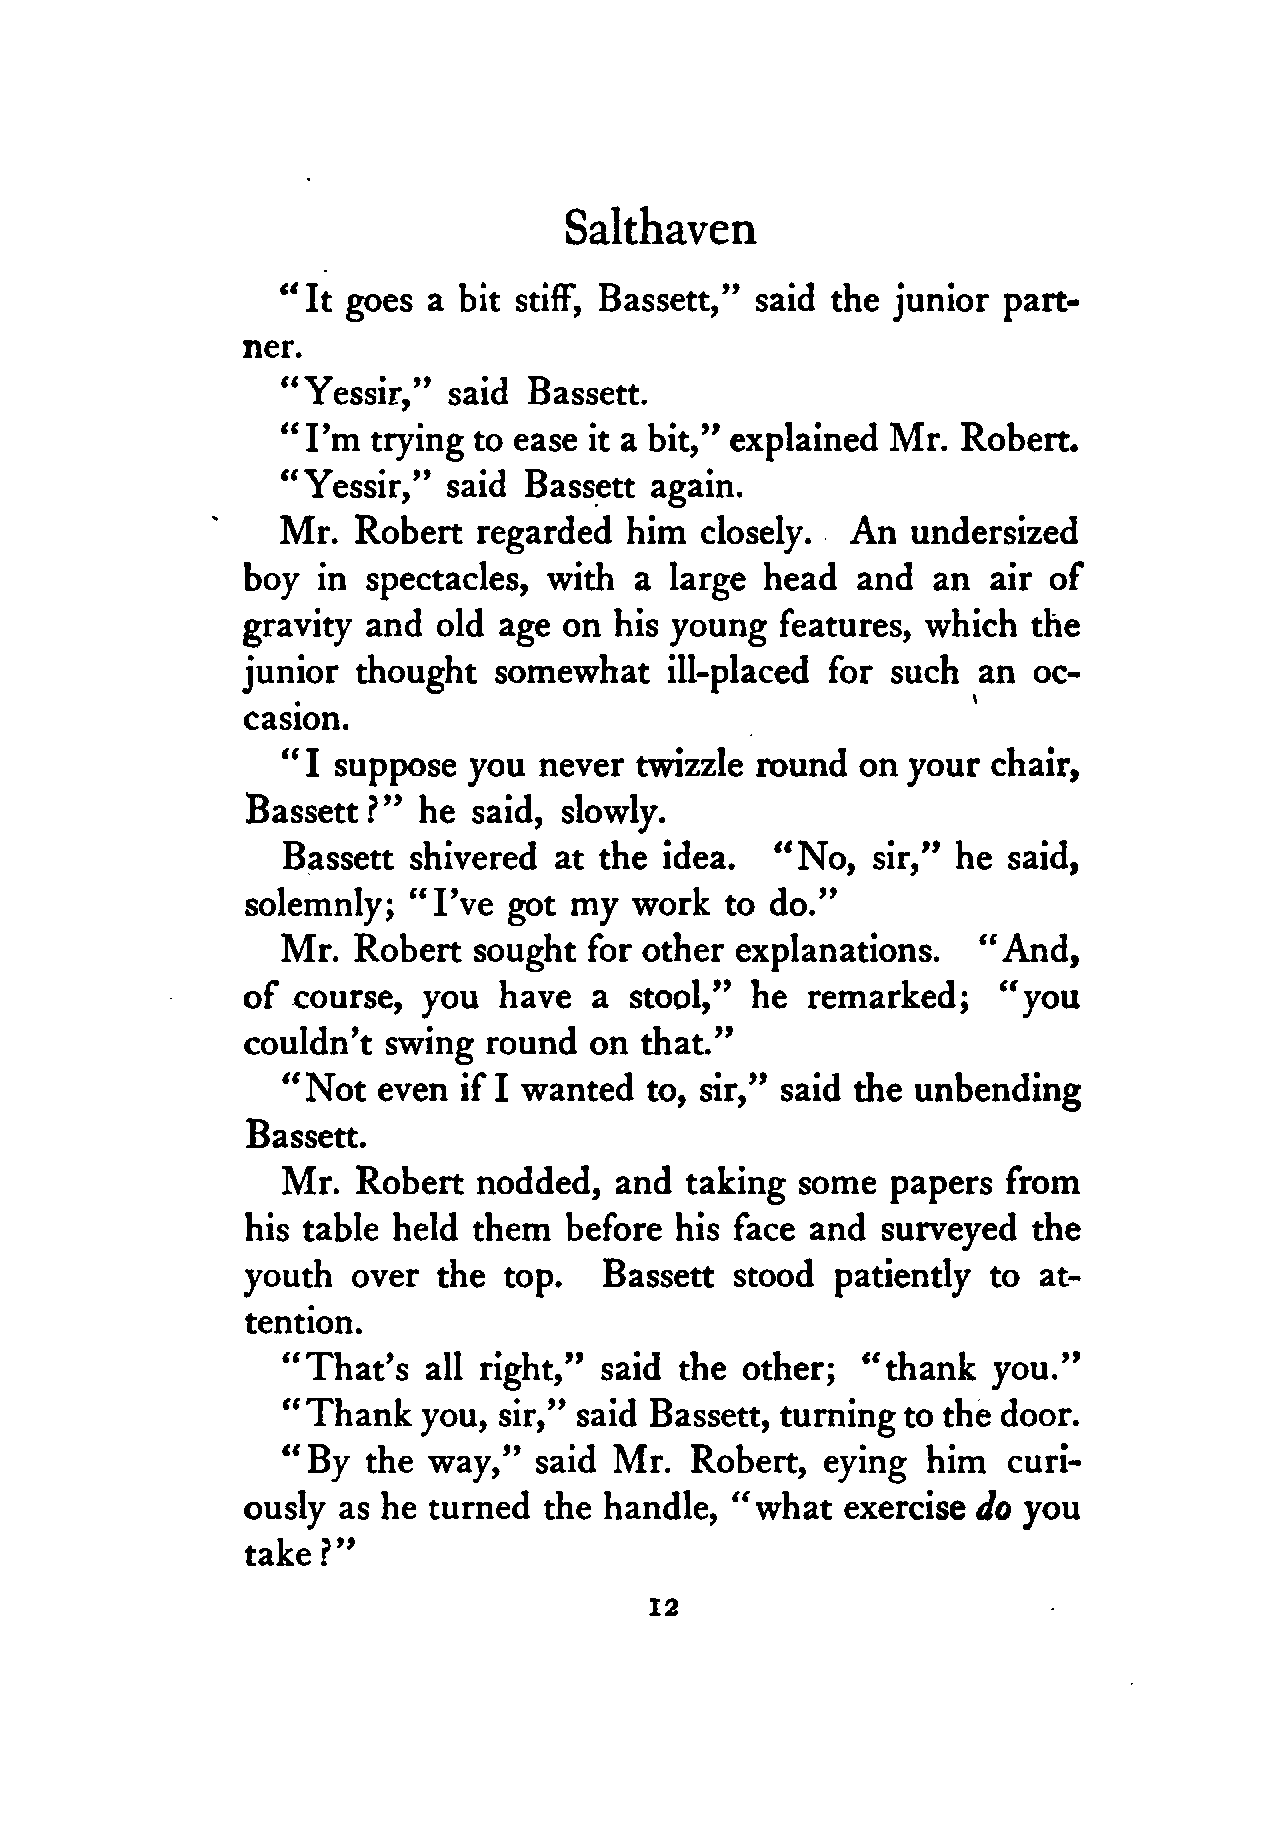 Salthaven
"It goes a bit stiff, Bassett," said the junior part-
ner.
"Yessir," said Bassett.
"I'm trying to ease it a bit," explained Mr. Robert.
"Yessir," said Bassett again.
Mr. Robert regarded him closely. An undersized
boy in spectacles, with a large head and an air of
gravity and old age on his young features, which the
junior thought somewhat ill-placed for such an oc-
casion.
"I suppose you never twizzle round on your chair,
Bassett?" he said, slowly.
Bassett shivered at the idea. "No, sir," he said,
solemnly; "I've got my work to do."
Mr. Robert sought for other explanations. "And,
of course, you have a stool," he remarked; "you
couldn't swing round on that."
"Not even if I wanted to, sir," said the unbending
Bassett.
Mr. Robert nodded, and taking some papers from
his table held them before his face and surveyed the
youth over the top. Bassett stood patiently to at-
tention.
"That's all right," said the other; "thank you."
"Thank you, sir," said Bassett, turning to the door.
"By the way," said Mr. Robert, eying him curi-
ously as he turned the handle, "what exercise do you
take?"
12